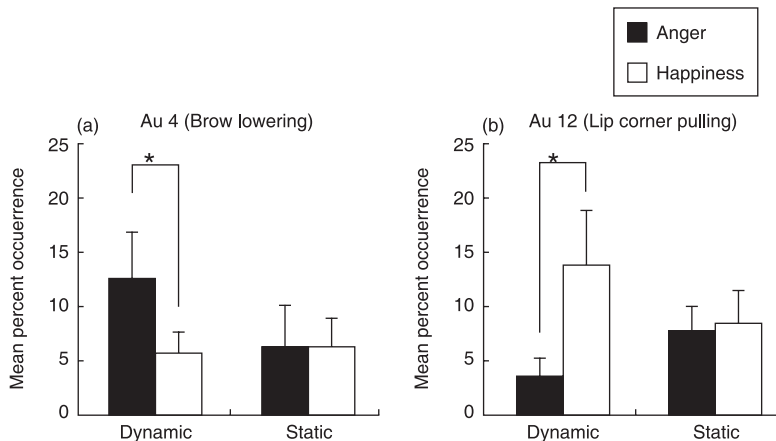 Anger
Happiness
(a) Au 4 (Brow lowering)
25
20
15
10
5
0
Mean percent occuerrence
*
Dynamic Static
(b) Au 12 (Lip corner pulling)
25
20
15
10
5
0
Mean percent occuerrence
*
Dynamic Static